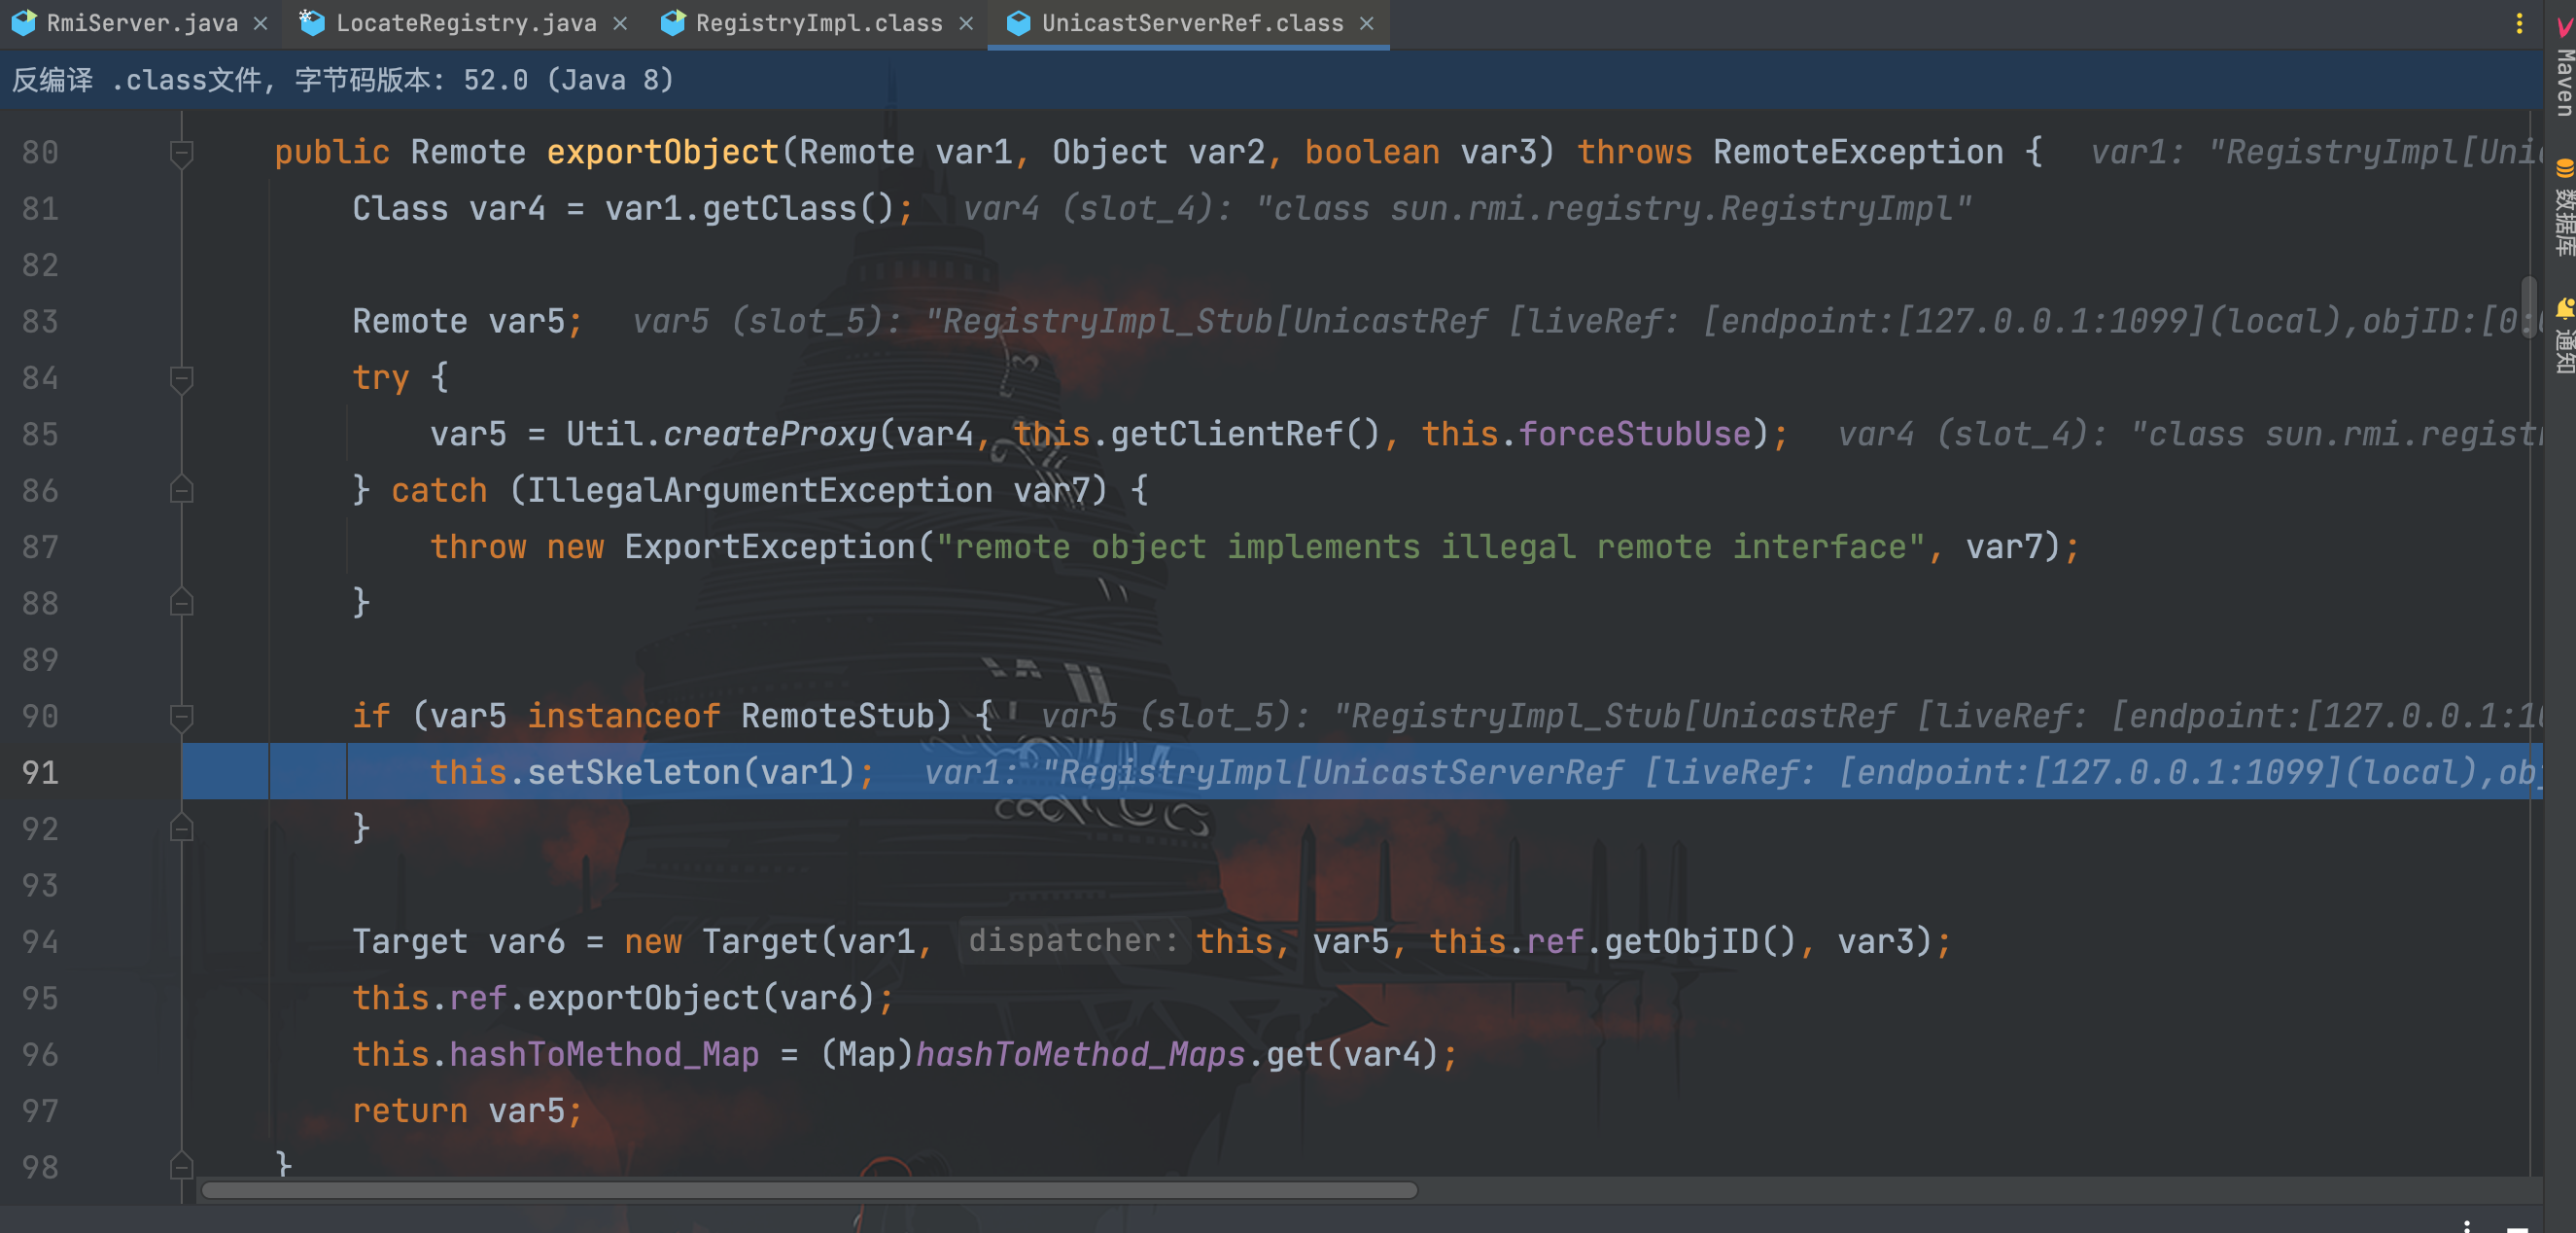 RmiServer.java LocateRegistry.java RegistryImpl.class UnicastServerRef.class
反编译 .class文件, 字节码版本: 52.0 (Java 8)
80 public Remote exportObject(Remote var1, Object var2, boolean var3) throws RemoteException { var1: "RegistryImpl[Unic
81 Class var4 = var1.getClass(); var4 (slot_4): "class sun.rmi.registry.RegistryImpl"
82
83 Remote var5; var5 (slot_5): "RegistryImpl_Stub[UnicastRef [liveRef: [endpoint:[127.0.0.1:1099](local),objID:[0:
84 try {
85 var5 = Util.createProxy(var4, this.getClientRef(), this.forceStubUse); var4 (slot_4): "class sun.rmi.regist
86 } catch (IllegalArgumentException var7) {
87 throw new ExportException("remote object implements illegal remote interface", var7);
88 }
89
90 if (var5 instanceof RemoteStub) { var5 (slot_5): "RegistryImpl_Stub[UnicastRef [liveRef: [endpoint:[127.0.0.1:10
91 this.setSkeleton(var1); var1: "RegistryImpl[UnicastServerRef [liveRef: [endpoint:[127.0.0.1:1099](local),obj
92 }
93
94 Target var6 = new Target(var1, dispatcher: this, var5, this.ref.getObjID(), var3);
95 this.ref.exportObject(var6);
96 this.hashToMethod_Map = (Map)hashToMethod_Maps.get(var4);
97 return var5;
98 }
Maven
数据库
通知